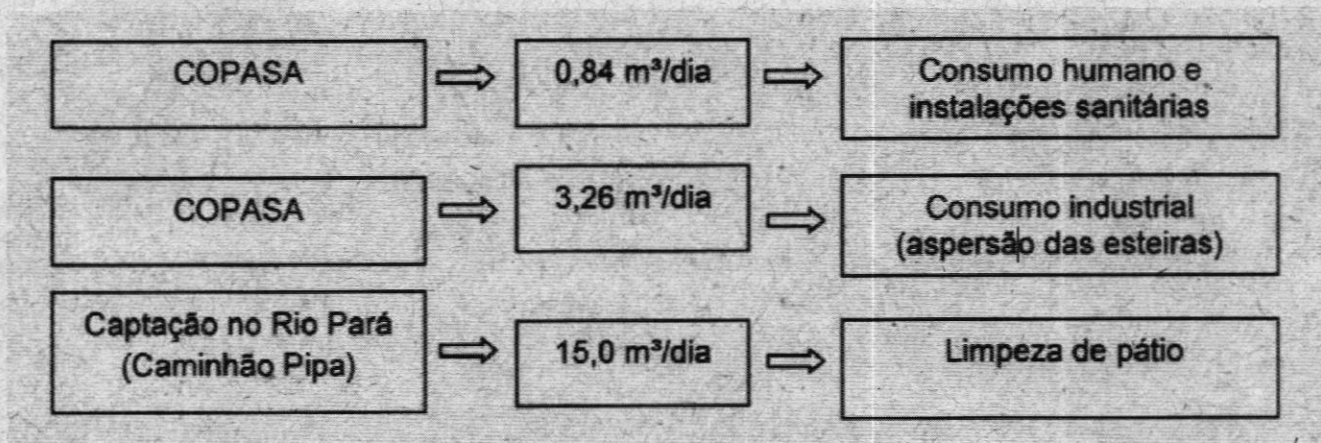 COPASA
0,84 m³/dia
Consumo humano e
instalações sanitárias
COPASA
3,26 m³/dia
Consumo industrial
(aspersão das esteiras)
Captação no Rio Pará
(Caminhão Pipa)
15,0 m³/dia
Limpeza de pátio